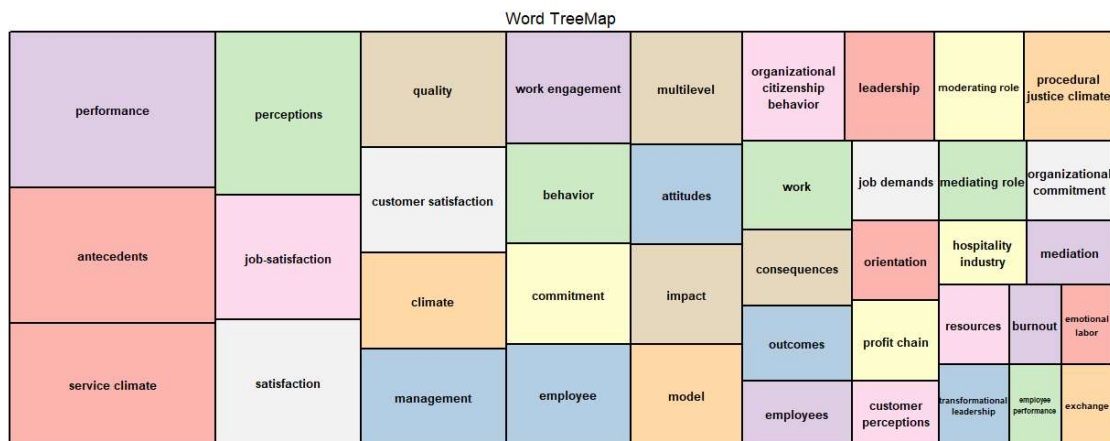 Word TreeMap
performance
antecedents
service climate
perceptions
job-satisfaction
satisfaction
quality
customer satisfaction
climate
management
work engagement
behavior
commitment
employee
multilevel
attitudes
impact
model
organizational
citizenship
behavior
leadership
moderating role
procedural
justice climate
work
consequences
outcomes
employees
job demands
orientation
profit chain
customer
perceptions
mediating role
organizational
commitment
hospitality
industry
mediation
resources
burnout
emotional
labor
transformational
leadership
employee
performance
exchange